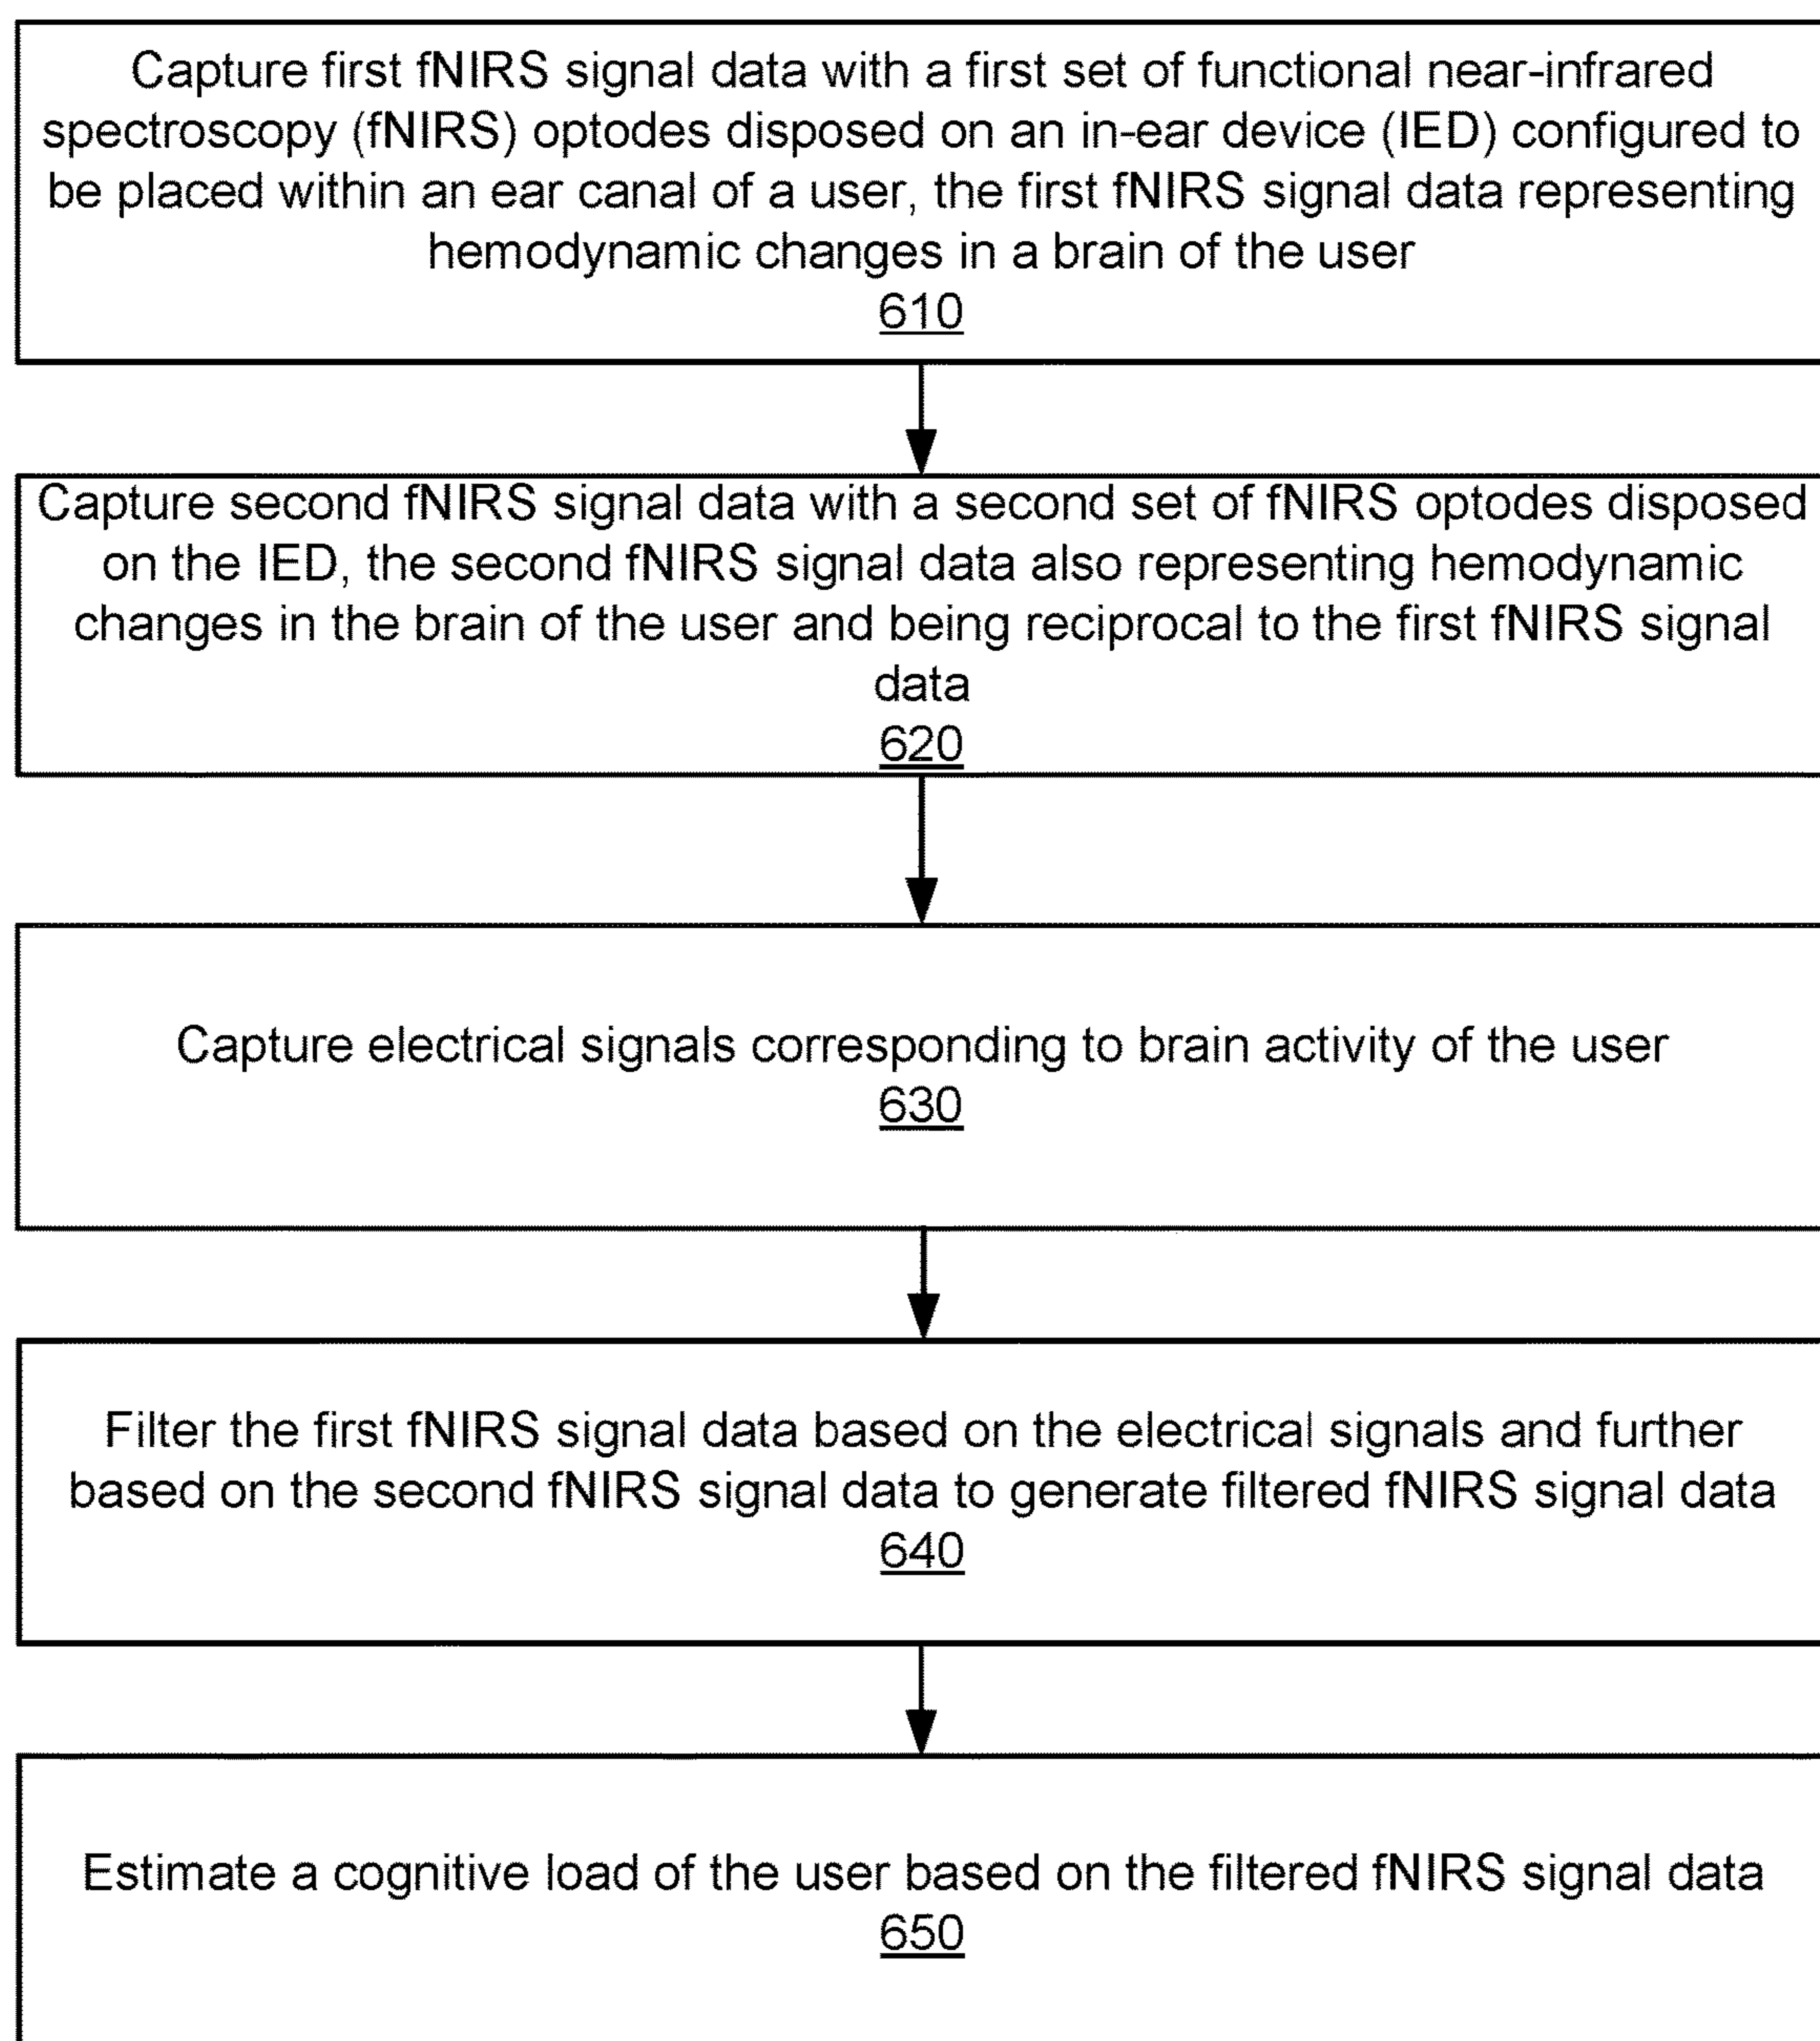 Capture first fNIRS signal data with a first set of functional near-infrared
spectroscopy (fNIRS) optodes disposed on an in-ear device (IED) configured to
be placed within an ear canal of a user, the first fNIRS signal data representing
hemodynamic changes in a brain of the user
610
Capture second fNIRS signal data with a second set of fNIRS optodes disposed
on the IED, the second fNIRS signal data also representing hemodynamic
changes in the brain of the user and being reciprocal to the first fNIRS signal
data
620
Capture electrical signals corresponding to brain activity of the user
630
Filter the first fNIRS signal data based on the electrical signals and further
based on the second fNIRS signal data to generate filtered fNIRS signal data
640
Estimate a cognitive load of the user based on the filtered fNIRS signal data
650